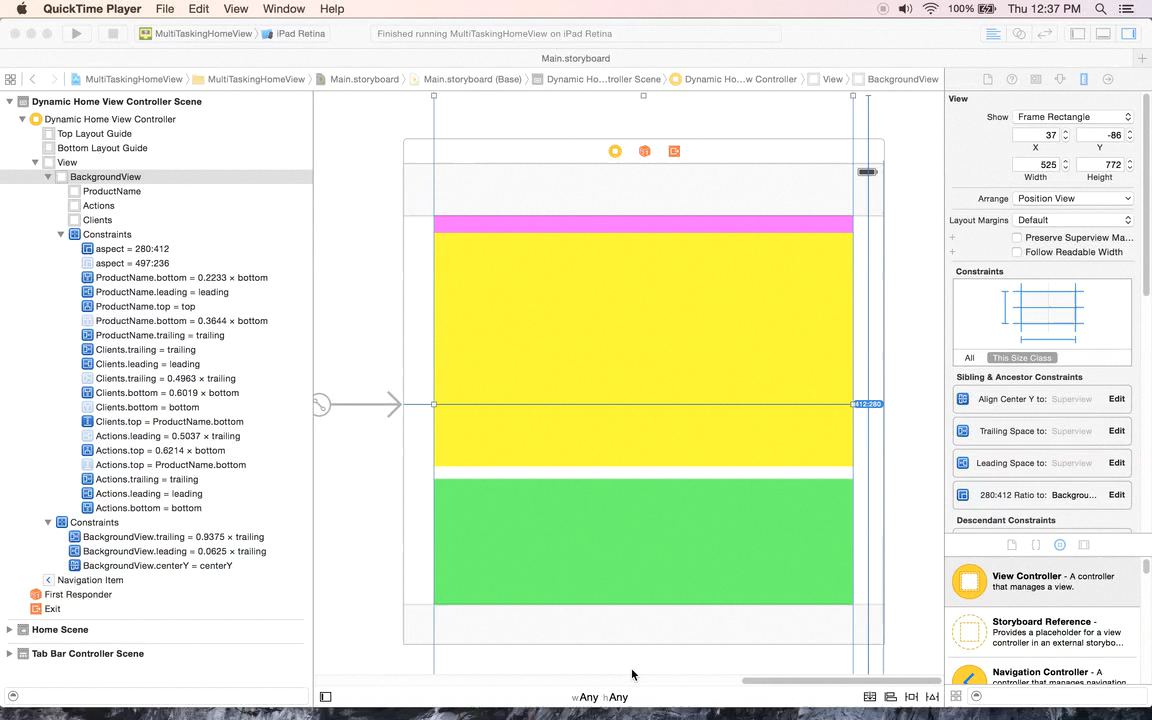 QuickTime Player File Edit View Window Help 100% Thu 12:37 PM
MultiTaskingHomeView iPad Retina Finished running MultiTaskingHomeView on iPad Retina
Main.storyboard
MultiTaskingHomeView MultiTaskingHomeView Main.storyboard Main.storyboard (Base) Dynamic Ho...troller Scene Dynamic Ho...w Controller View BackgroundView
Dynamic Home View Controller Scene
Dynamic Home View Controller
Top Layout Guide
Bottom Layout Guide
View
BackgroundView
ProductName
Actions
Clients
Constraints
aspect = 280:412
aspect = 497:236
ProductName.bottom = 0.2233 × bottom
ProductName.leading = leading
ProductName.top = top
ProductName.bottom = 0.3644 × bottom
ProductName.trailing = trailing
Clients.trailing = trailing
Clients.leading = leading
Clients.trailing = 0.4963 × trailing
Clients.bottom = 0.6019 × bottom
Clients.bottom = bottom
Clients.top = ProductName.bottom
Actions.leading = 0.5037 × trailing
Actions.top = 0.6214 × bottom
Actions.top = ProductName.bottom
Actions.trailing = trailing
Actions.leading = leading
Actions.bottom = bottom
Constraints
BackgroundView.trailing = 0.9375 × trailing
BackgroundView.leading = 0.0625 × trailing
BackgroundView.centerY = centerY
Navigation Item
First Responder
Exit
Home Scene
Tab Bar Controller Scene
412:280
wAny hAny
View
Show Frame Rectangle
37 -86
X Y
525 772
Width Height
Arrange Position View
Layout Margins Default
Preserve Superview Ma...
Follow Readable Width
Constraints
All This Size Class
Sibling & Ancestor Constraints
Align Center Y to: Superview Edit
Trailing Space to: Superview Edit
Leading Space to: Superview Edit
280:412 Ratio to: Backgrou... Edit
Descendant Constraints
View Controller - A controller
that manages a view.
Storyboard Reference -
Provides a placeholder for a view
controller in an external storybo...
Navigation Controller - A
controller that manages navigation